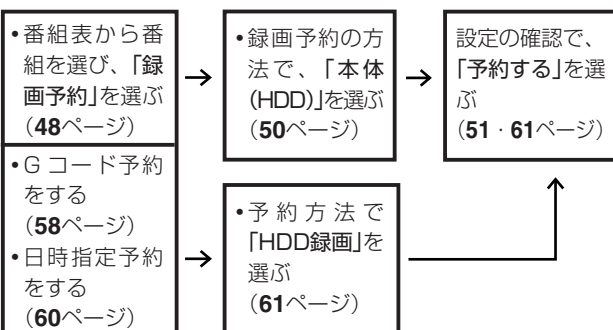 •番組表から番
組を選び、「録
画予約」を選ぶ
（48ページ）
•録画予約の方
法で、「本体
(HDD)」を選ぶ
（50ページ）
設定の確認で、
「予約する」を選
ぶ
（51・61ページ）
•G コード予約
をする
（58ページ）
•日時指定予約
をする
（60ページ）
•予約方法で
「HDD録画」を
選ぶ
（61ページ）